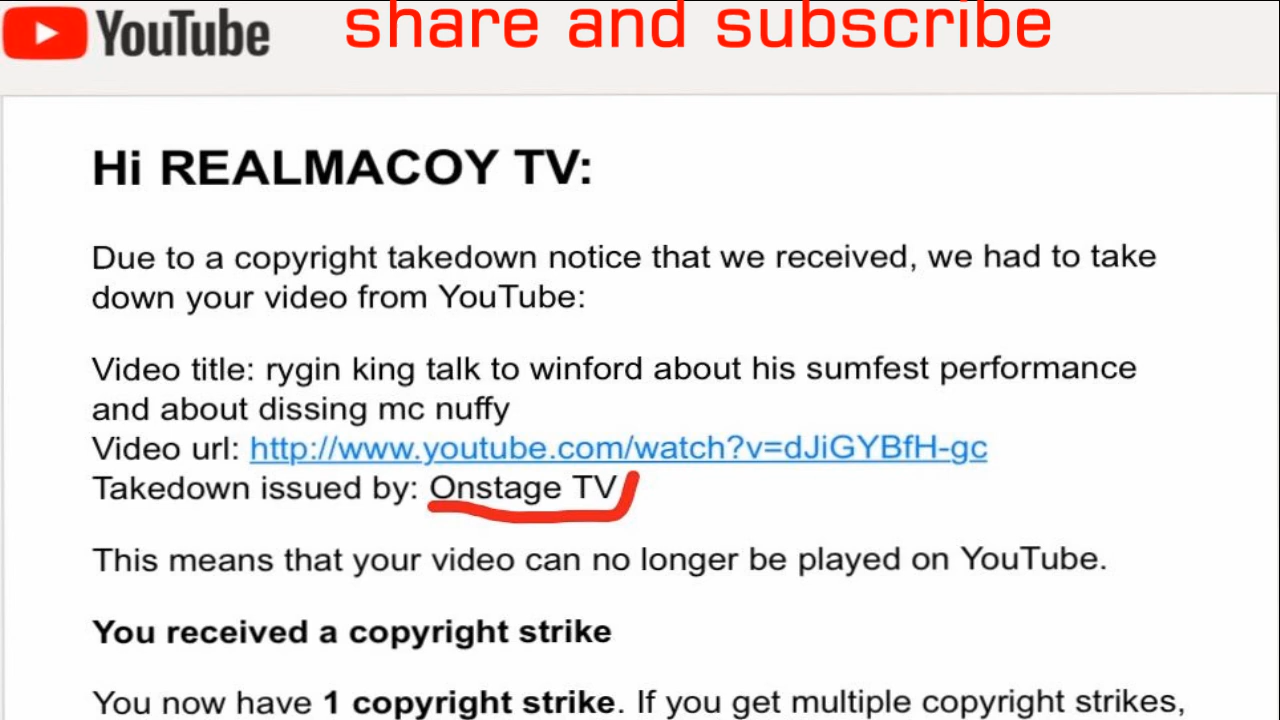 YouTube
share and subscribe
Hi REALMACOY TV:
Due to a copyright takedown notice that we received, we had to take
down your video from YouTube:
Video title: rygin king talk to winford about his sumfest performance
and about dissing mc nuffy
Video url: http://www.youtube.com/watch?v=dJiGYBfH-gc
Takedown issued by: Onstage TV
This means that your video can no longer be played on YouTube.
You received a copyright strike
You now have 1 copyright strike. If you get multiple copyright strikes,